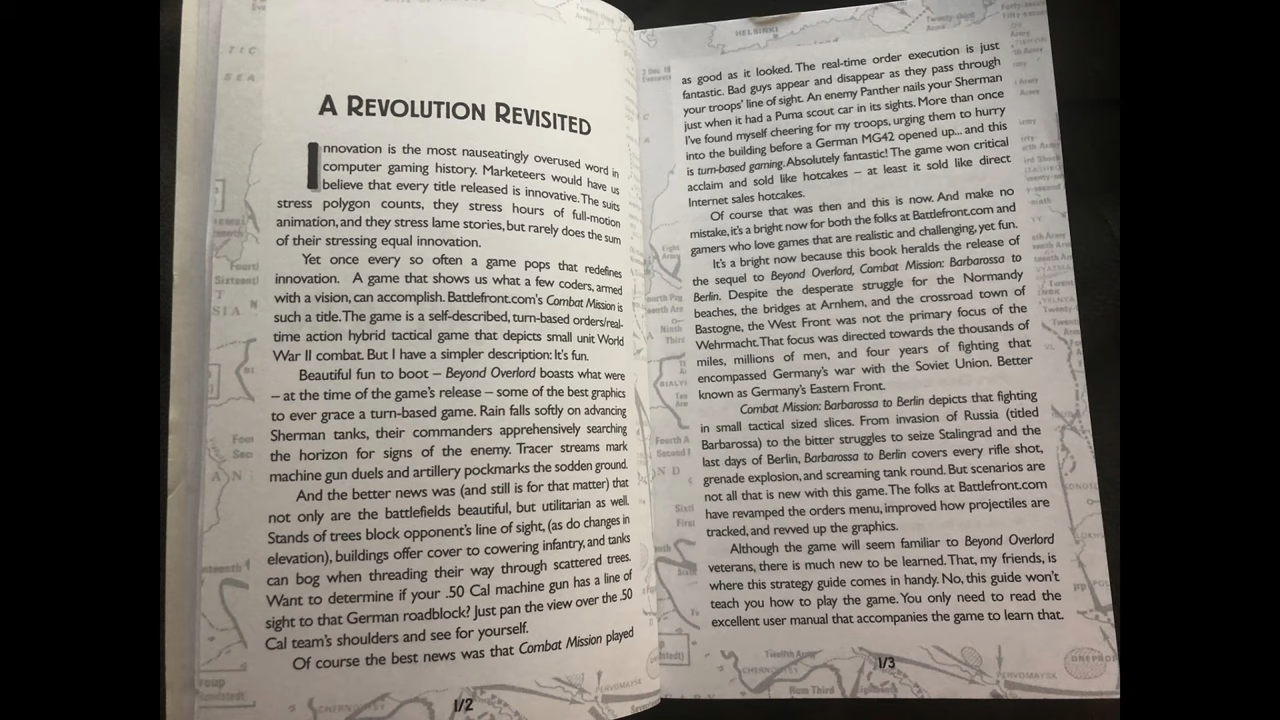 A REVOLUTION REVISITED
Innovation is the most nauseatingly overused word in
computer gaming history. Marketeers would have us
believe that every title released is innovative. The suits
stress polygon counts, they stress hours of full-motion
animation, and they stress lame stories, but rarely does the sum
of their stressing equal innovation.
Yet once every so often a game pops that redefines
innovation. A game that shows us what a few coders, armed
with a vision, can accomplish. Battlefront.com's Combat Mission is
such a title. The game is a self-described, turn-based orders/real-
time action hybrid tactical game that depicts small unit World
War II combat. But I have a simpler description: It's fun.
Beautiful fun to boot – Beyond Overlord boasts what were
– at the time of the game's release – some of the best graphics
to ever grace a turn-based game. Rain falls softly on advancing
Sherman tanks, their commanders apprehensively searching
the horizon for signs of the enemy. Tracer streams mark
machine gun duels and artillery pockmarks the sodden ground.
And the better news was (and still is for that matter) that
not only are the battlefields beautiful, but utilitarian as well.
Stands of trees block opponent's line of sight, (as do changes in
elevation), buildings offer cover to cowering infantry, and tanks
can bog when threading their way through scattered trees.
Want to determine if your .50 Cal machine gun has a line of
sight to that German roadblock? Just pan the view over the .50
Cal team's shoulders and see for yourself.
Of course the best news was that Combat Mission played
1/2
HELSINKI
as good as it looked. The real-time order execution is just
fantastic. Bad guys appear and disappear as they pass through
your troops' line of sight. An enemy Panther nails your Sherman
just when it had a Puma scout car in its sights. More than once
I've found myself cheering for my troops, urging them to hurry
into the building before a German MG42 opened up... and this
is turn-based gaming. Absolutely fantastic! The game won critical
acclaim and sold like hotcakes – at least it sold like direct
Internet sales hotcakes.
Of course that was then and this is now. And make no
mistake, it's a bright now for both the folks at Battlefront.com and
gamers who love games that are realistic and challenging, yet fun.
It's a bright now because this book heralds the release of
the sequel to Beyond Overlord, Combat Mission: Barbarossa to
Berlin. Despite the desperate struggle for the Normandy
beaches, the bridges at Arnhem, and the crossroad town of
Bastogne, the West Front was not the primary focus of the
Wehrmacht. That focus was directed towards the thousands of
miles, millions of men, and four years of fighting that
encompassed Germany's war with the Soviet Union. Better
known as Germany's Eastern Front.
Combat Mission: Barbarossa to Berlin depicts that fighting
in small tactical sized slices. From invasion of Russia (titled
Barbarossa) to the bitter struggles to seize Stalingrad and the
last days of Berlin, Barbarossa to Berlin covers every rifle shot,
grenade explosion, and screaming tank round. But scenarios are
not all that is new with this game. The folks at Battlefront.com
have revamped the orders menu, improved how projectiles are
tracked, and revved up the graphics.
Although the game will seem familiar to Beyond Overlord
veterans, there is much new to be learned. That, my friends, is
where this strategy guide comes in handy. No, this guide won't
teach you how to play the game. You only need to read the
excellent user manual that accompanies the game to learn that.
1/3